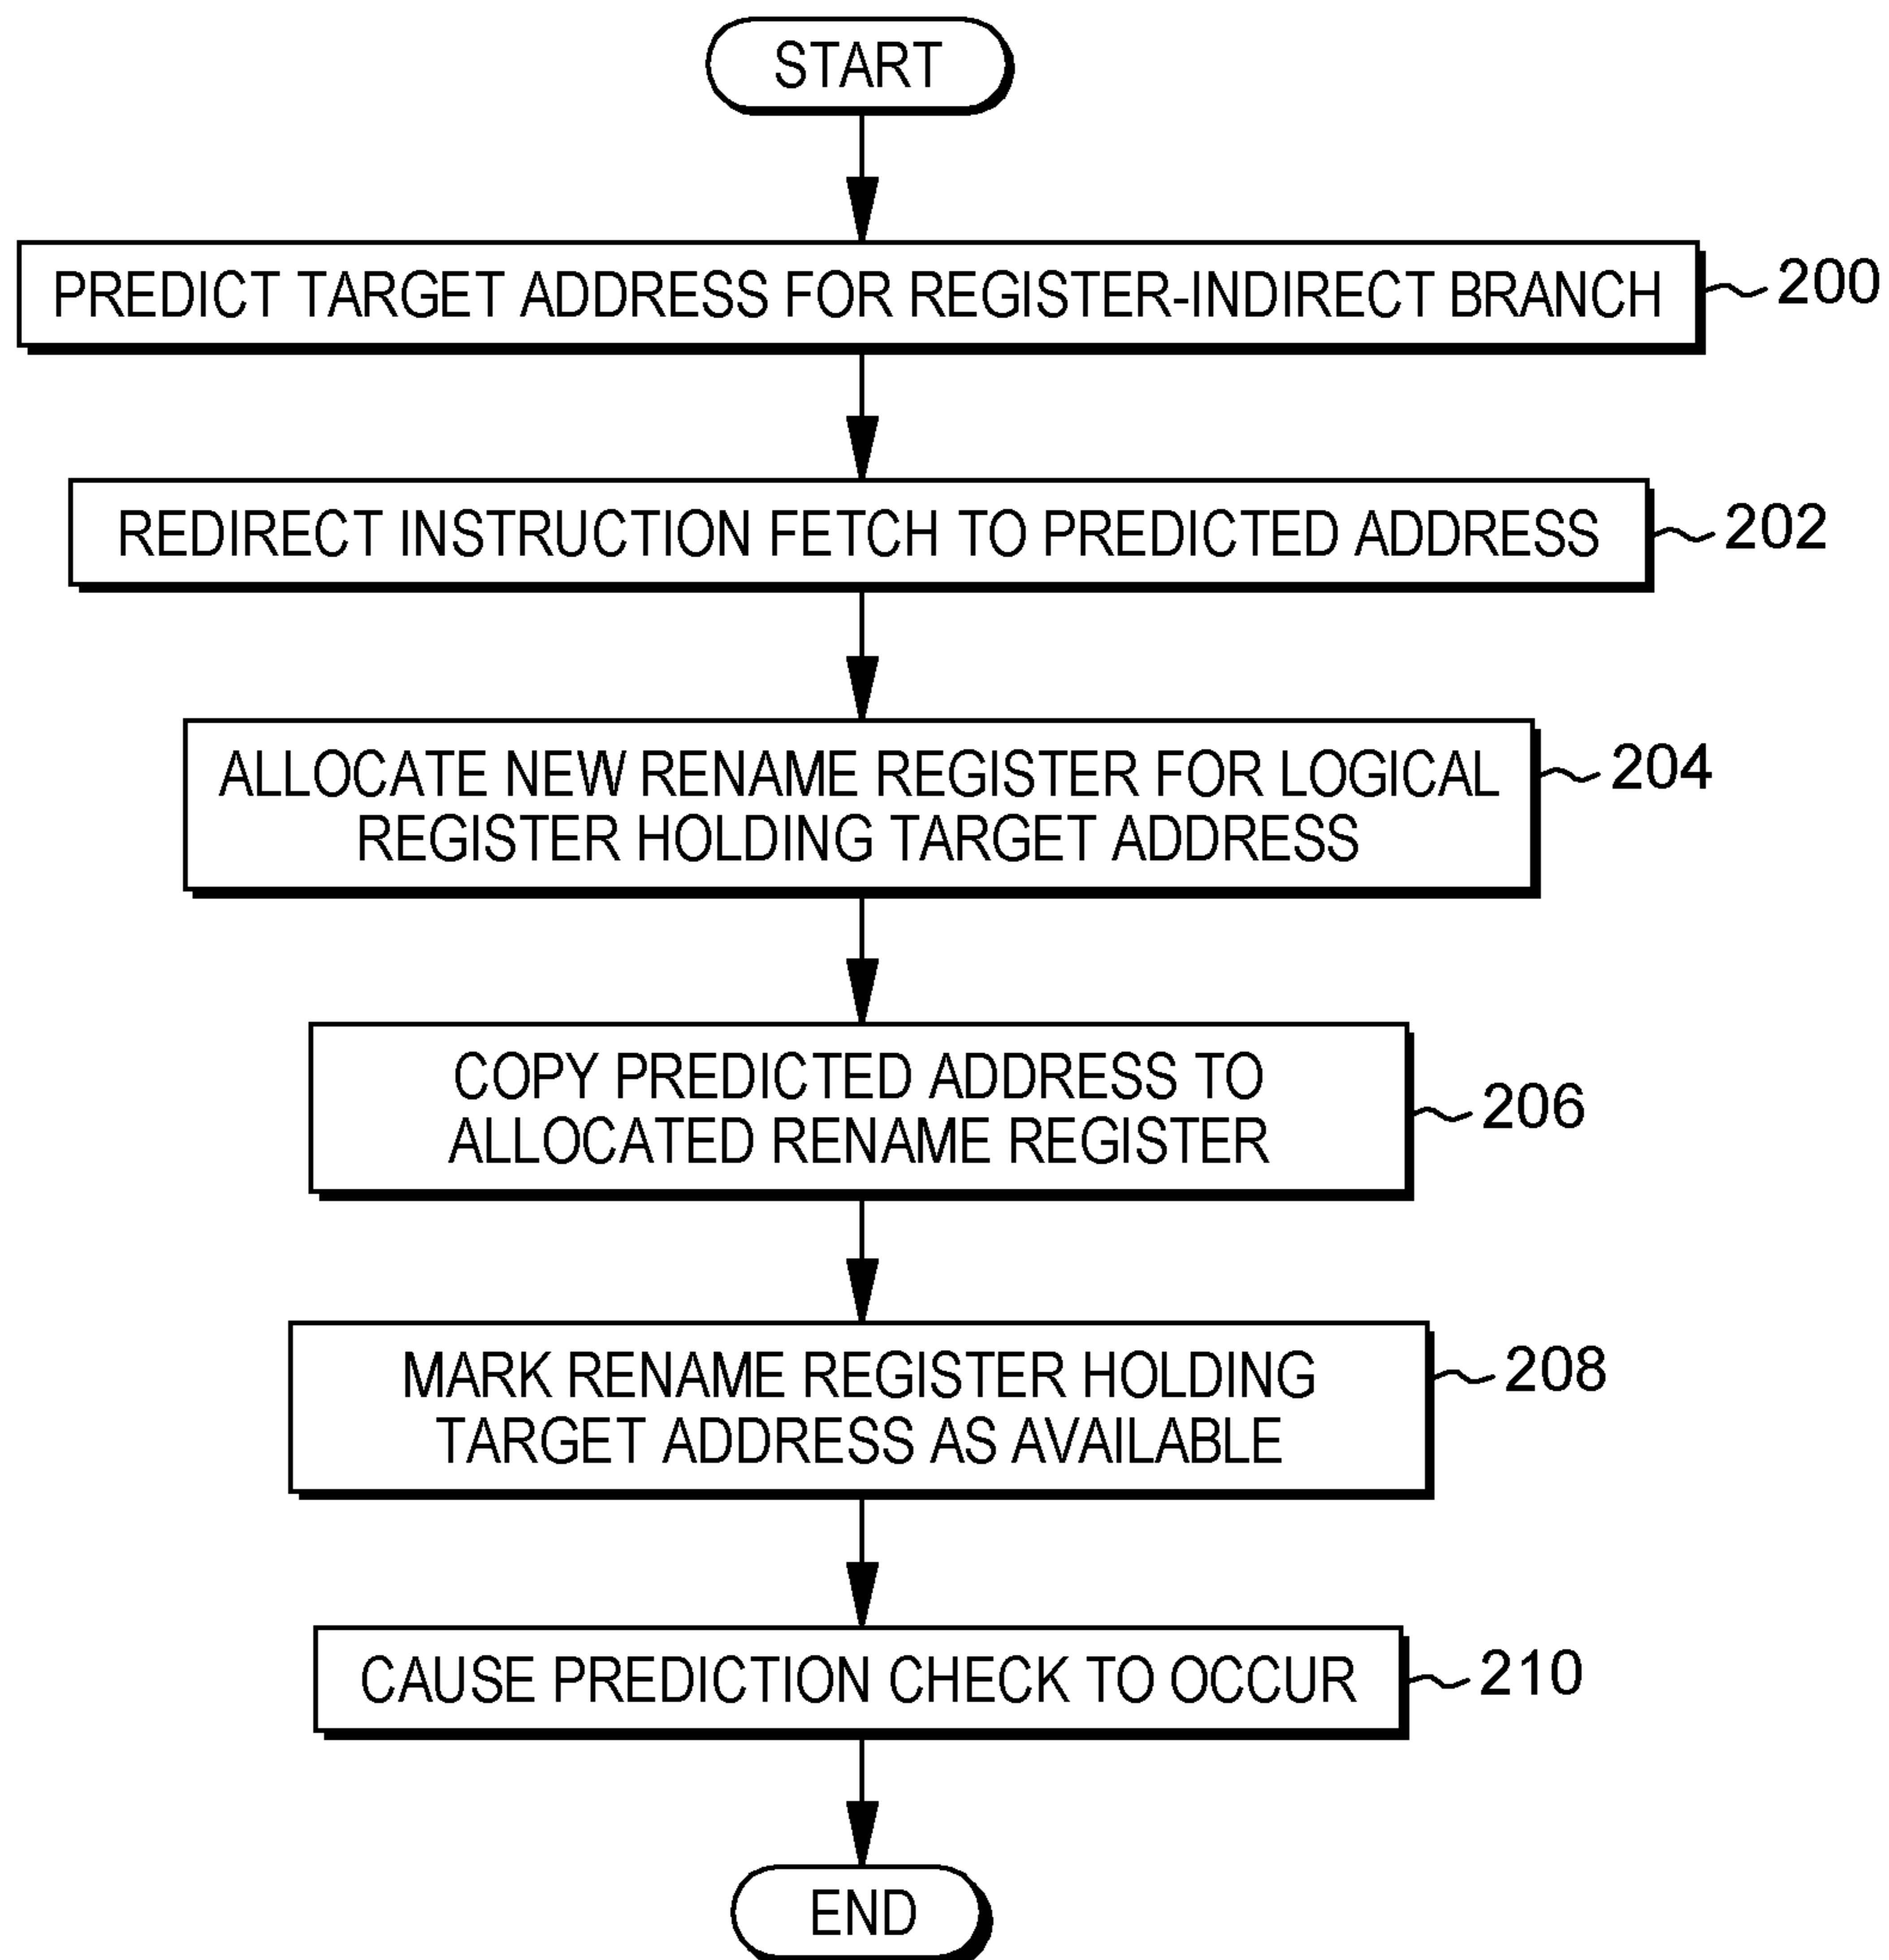 START
PREDICT TARGET ADDRESS FOR REGISTER-INDIRECT BRANCH
200
REDIRECT INSTRUCTION FETCH TO PREDICTED ADDRESS
202
ALLOCATE NEW RENAME REGISTER FOR LOGICAL
REGISTER HOLDING TARGET ADDRESS
204
COPY PREDICTED ADDRESS TO
ALLOCATED RENAME REGISTER
206
MARK RENAME REGISTER HOLDING
TARGET ADDRESS AS AVAILABLE
208
CAUSE PREDICTION CHECK TO OCCUR
210
END